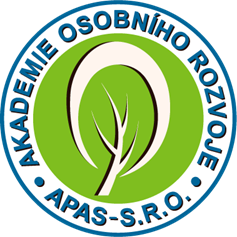 • AKADEMIE OSOBNÍHO ROZVOJE •
APAS-S.R.O.